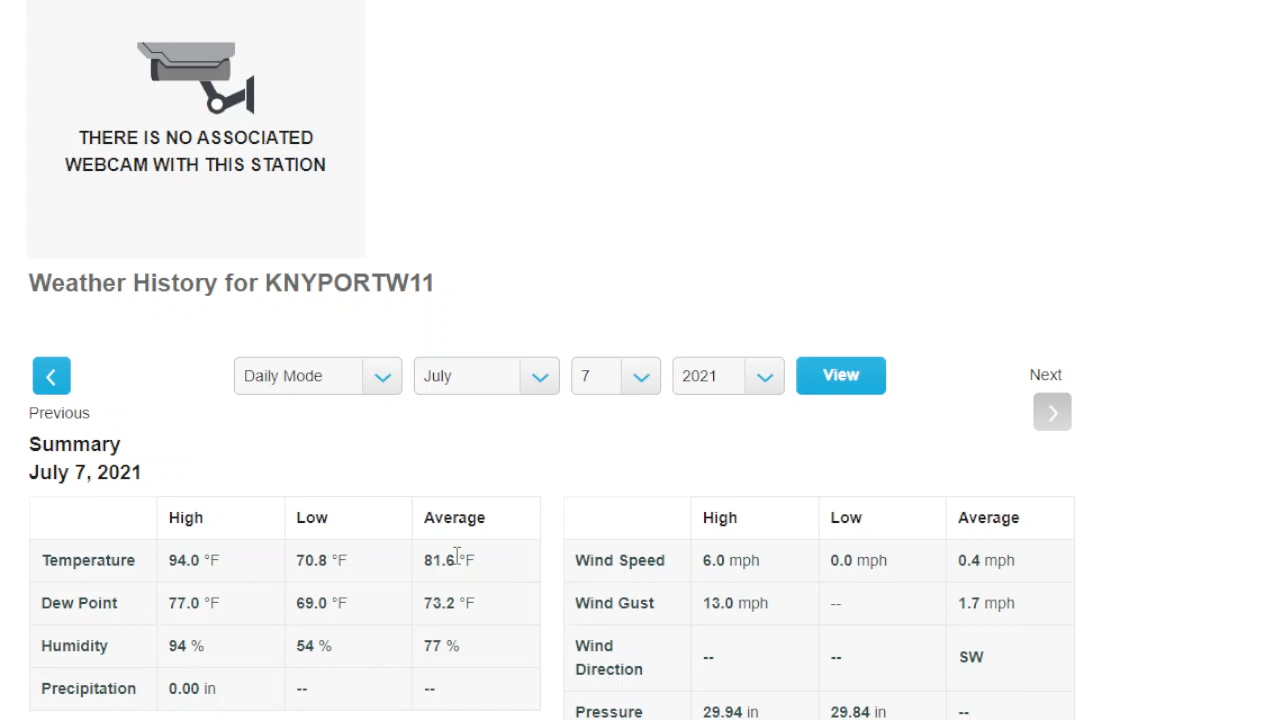 THERE IS NO ASSOCIATED
WEBCAM WITH THIS STATION
Weather History for KNYPORTW11
Daily Mode July 7 2021 View Next
Previous
Summary
July 7, 2021
High Low Average
Temperature 94.0 °F 70.8 °F 81.6 °F
Dew Point 77.0 °F 69.0 °F 73.2 °F
Humidity 94 % 54 % 77 %
Precipitation 0.00 in -- --
High Low Average
Wind Speed 6.0 mph 0.0 mph 0.4 mph
Wind Gust 13.0 mph -- 1.7 mph
Wind
Direction -- -- SW
Pressure 29.94 in 29.84 in --